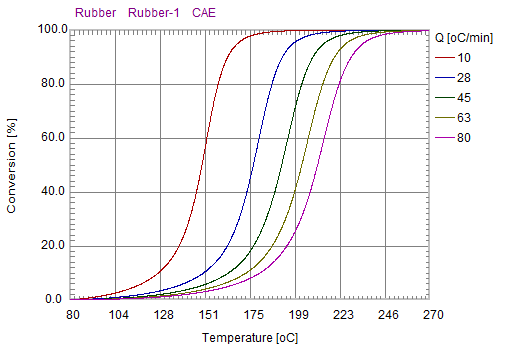 Rubber Rubber-1 CAE
100.0
80.0
60.0
40.0
20.0
0.0
Conversion [%]
80 104 128 151 175 199 223 246 270
Temperature [oC]
Q [oC/min]
10
28
45
63
80